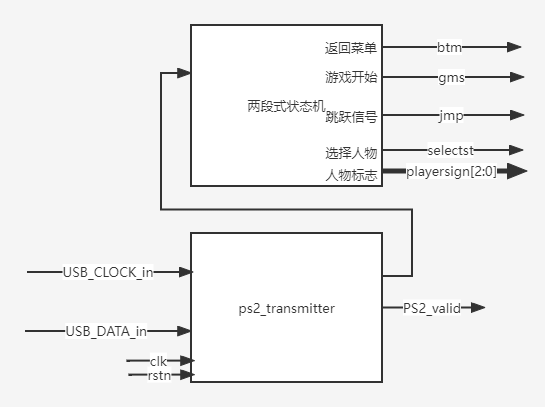 返回菜单
btm
游戏开始
gms
两段式状态机
跳跃信号
jmp
选择人物
selectst
人物标志
playersign[2:0]
USB_CLOCK_in
ps2_transmitter
PS2_valid
USB_DATA_in
clk
rstn